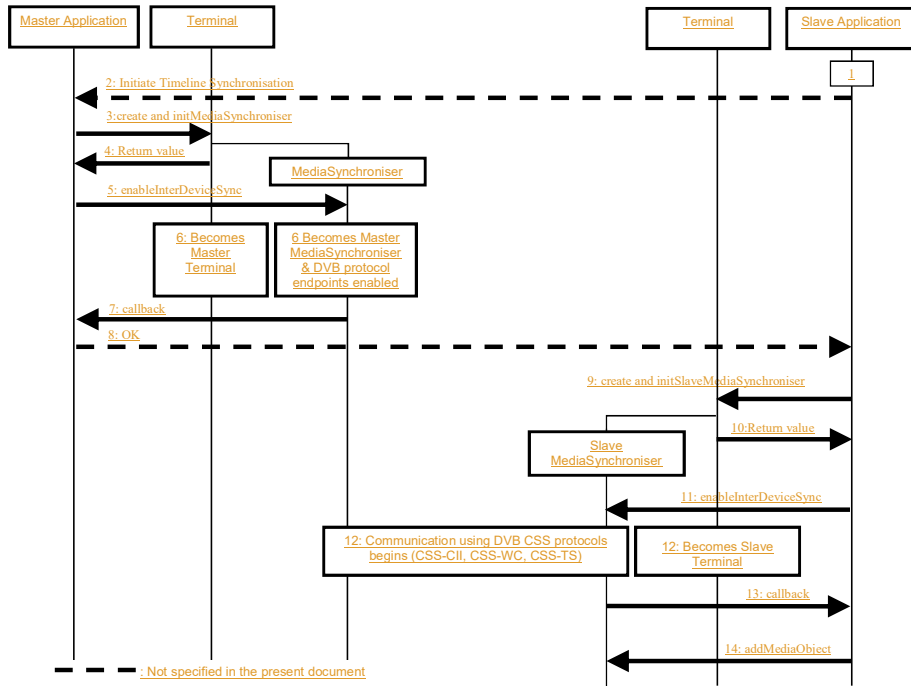 Master Application
Terminal
Terminal
Slave Application
1
2: Initiate Timeline Synchronisation
3:create and initMediaSynchroniser
4: Return value
MediaSynchroniser
5: enableInterDeviceSync
6: Becomes
Master
Terminal
6 Becomes Master
MediaSynchroniser
& DVB protocol
endpoints enabled
7: callback
8: OK
9: create and initSlaveMediaSynchroniser
10:Return value
Slave
MediaSynchroniser
11: enableInterDeviceSync
12: Communication using DVB CSS protocols
begins (CSS-CII, CSS-WC, CSS-TS)
12: Becomes Slave
Terminal
13: callback
14: addMediaObject
: Not specified in the present document